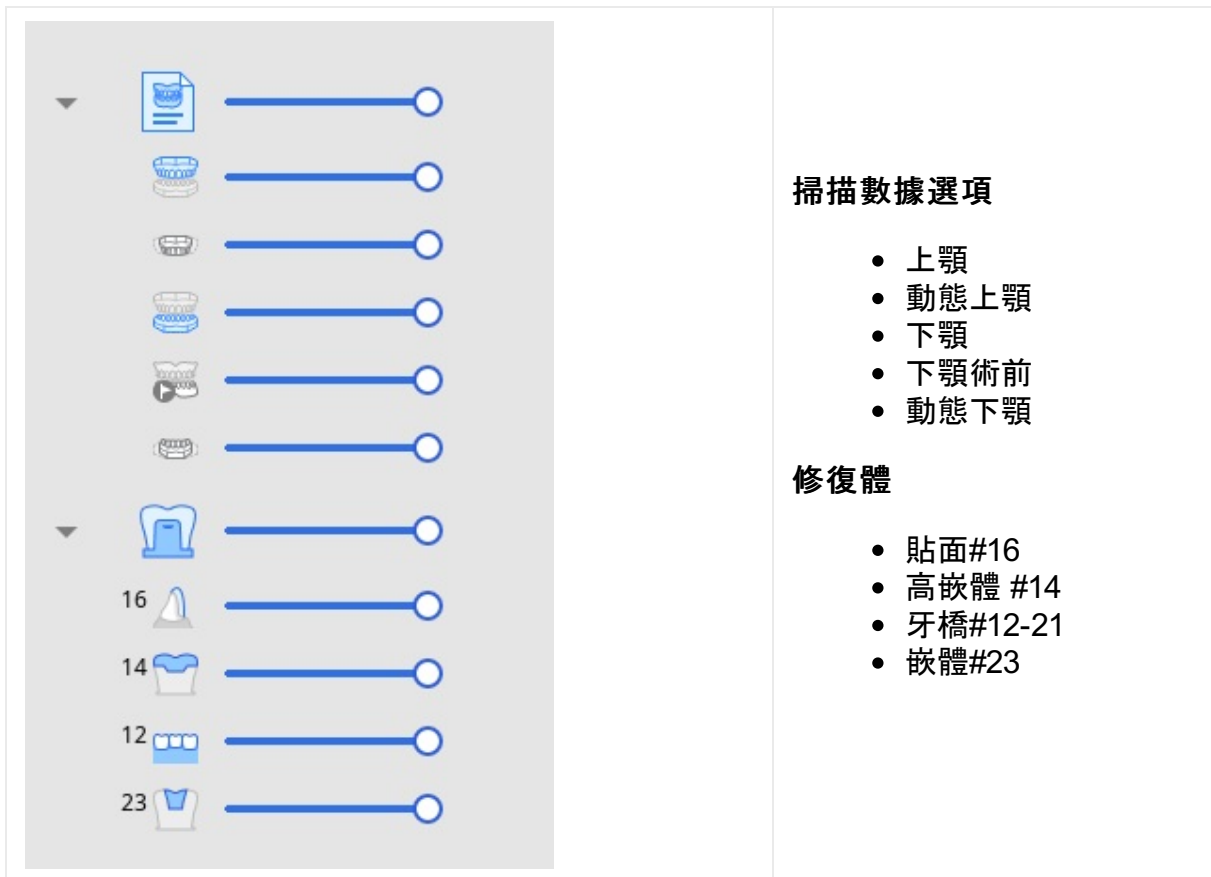 16
14
12
23
掃描數據選項
• 上顎
• 動態上顎
• 下顎
• 下顎術前
• 動態下顎
修復體
• 貼面#16
• 高嵌體 #14
• 牙橋#12-21
• 嵌體#23